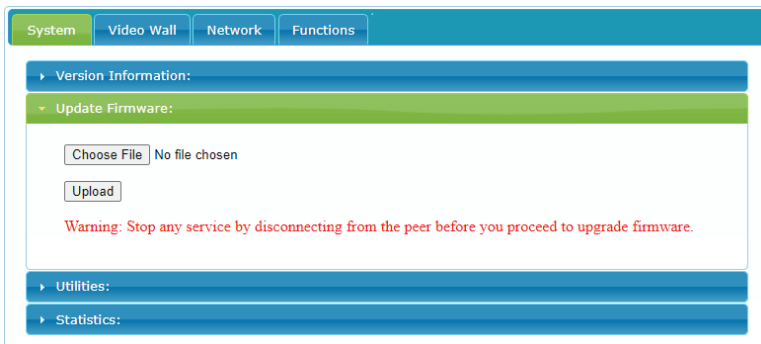 System Video Wall Network Functions
Version Information:
Update Firmware:
Choose File No file chosen
Upload
Warning: Stop any service by disconnecting from the peer before you proceed to upgrade firmware.
Utilities:
Statistics: